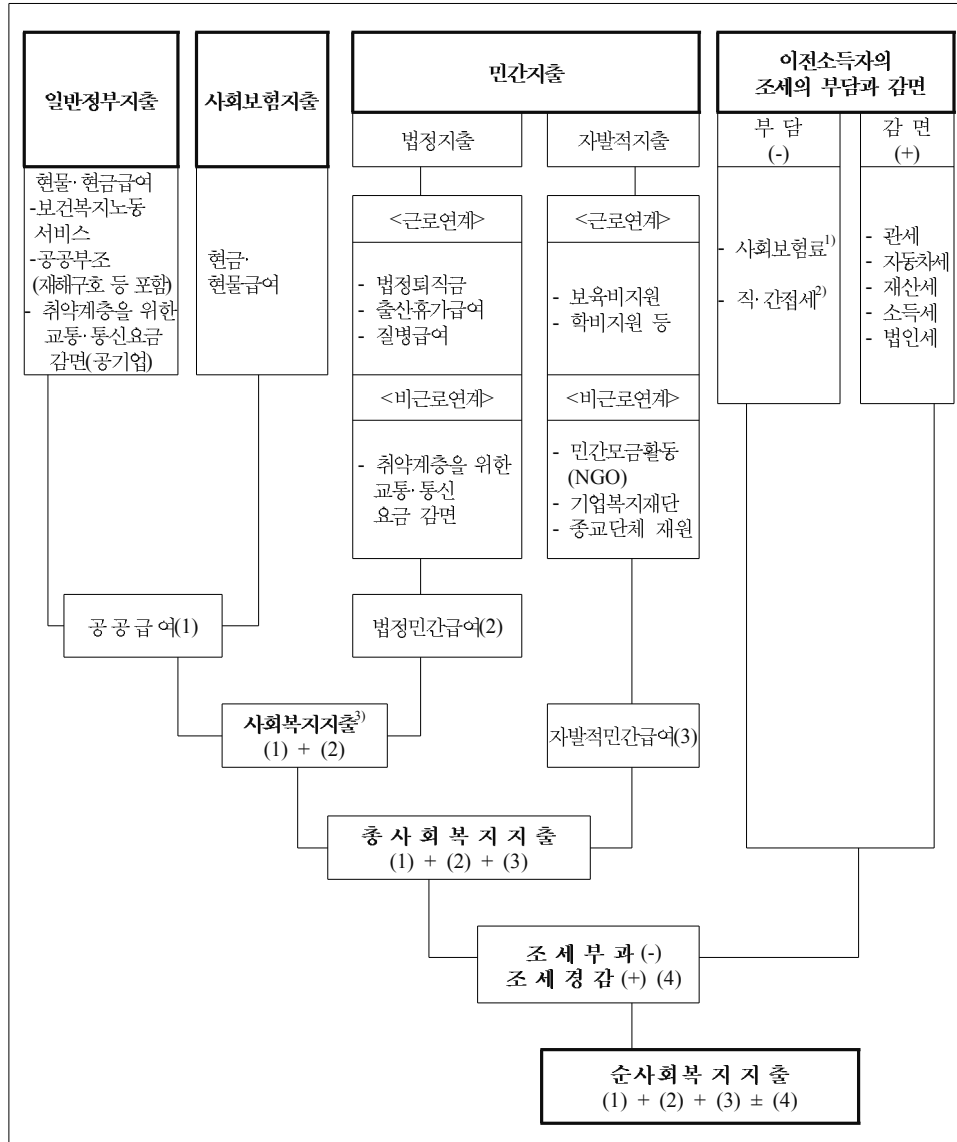 일반정부지출
사회보험지출
민간지출
이전소득자의
조세의 부담과 감면
법정지출
자발적지출
부 담
(-)
감 면
(+)
현물·현금급여
-보건복지노동
서비스
-공공부조
(재해구호 등 포함)
- 취약계층을 위한
교통·통신요금
감면(공기업)
현금·
현물급여
<근로연계>
- 법정퇴직금
- 출산휴가급여
- 질병급여
<비근로연계>
- 취약계층을 위한
교통·통신
요금 감면
<근로연계>
- 보육비지원
- 학비지원 등
<비근로연계>
- 민간모금활동
(NGO)
- 기업복지재단
- 종교단체 재원
- 사회보험료1)
- 직·간접세2)
- 관세
- 자동차세
- 재산세
- 소득세
- 법인세
공 공 급 여(1)
법정민간급여(2)
사회복지지출3)
(1) + (2)
자발적민간급여(3)
총 사 회 복 지 지 출
(1) + (2) + (3)
조 세 부 과 (-)
조 세 경 감 (+) (4)
순사회복 지 지 출
(1) + (2) + (3) ± (4)